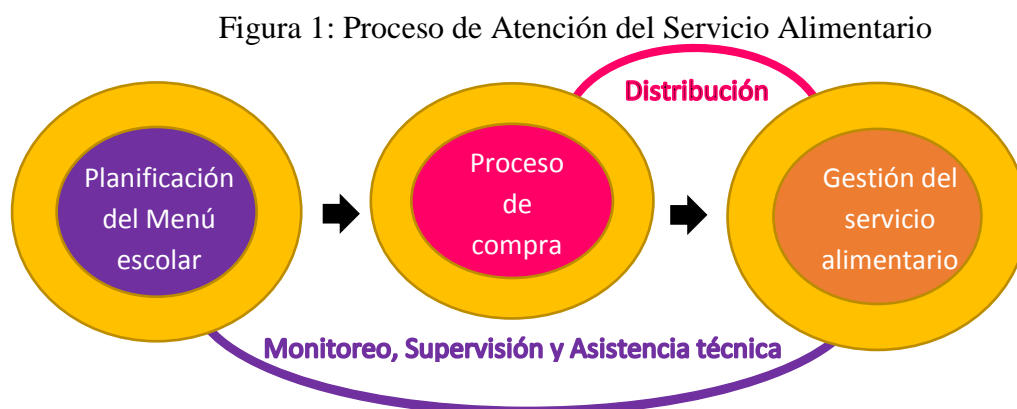 Figura 1: Proceso de Atención del Servicio Alimentario
Distribución
Planificación
del Menú
escolar
Proceso
de
compra
Gestión del
servicio
alimentario
Monitoreo, Supervisión y Asistencia técnica